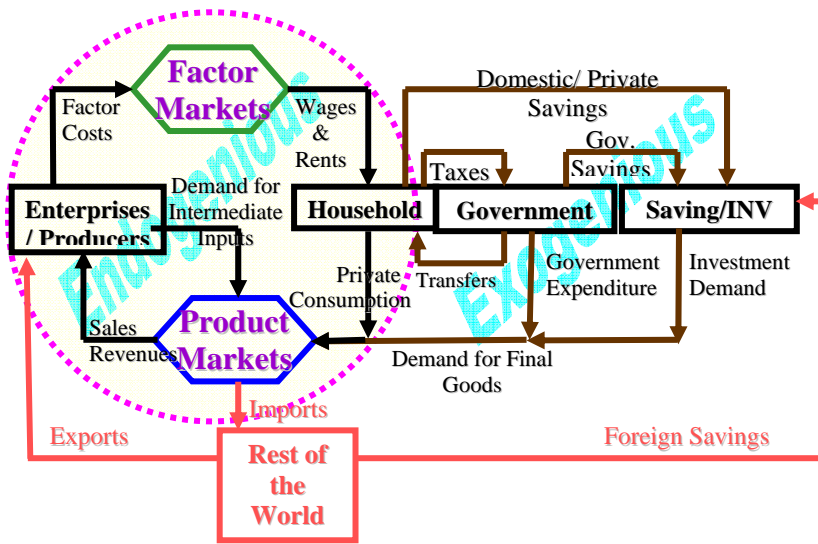 Factor
Markets
Domestic/ Private
Savings
Factor
Costs
Wages
&
Rents
Gov.
Savings
Taxes
Demand for
Intermediate
Inputs
Enterprises
/ Producers
Household
Government
Saving/INV
Endogenious
Exogenious
Private
Consumption
Transfers
Government
Expenditure
Investment
Demand
Sales
Revenues
Product
Markets
Demand for Final
Goods
Imports
Exports
Foreign Savings
Rest of
the
World